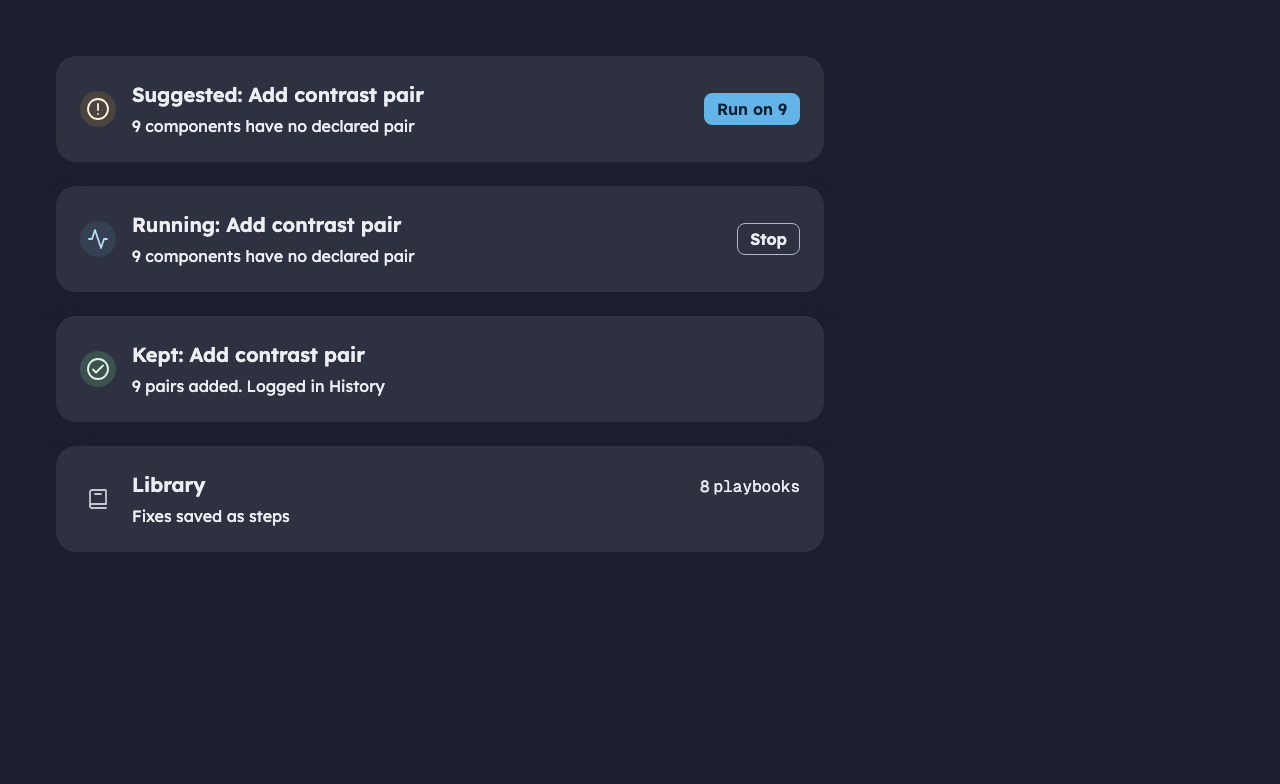 Suggested: Add contrast pair
9 components have no declared pair
Run on 9
Running: Add contrast pair
9 components have no declared pair
Stop
Kept: Add contrast pair
9 pairs added. Logged in History
Library
8 playbooks
Fixes saved as steps